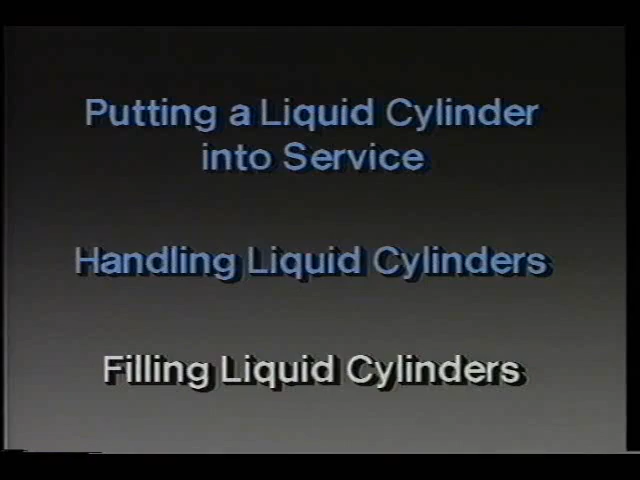 Putting a Liquid Cylinder
into Service
Handling Liquid Cylinders
Filling Liquid Cylinders